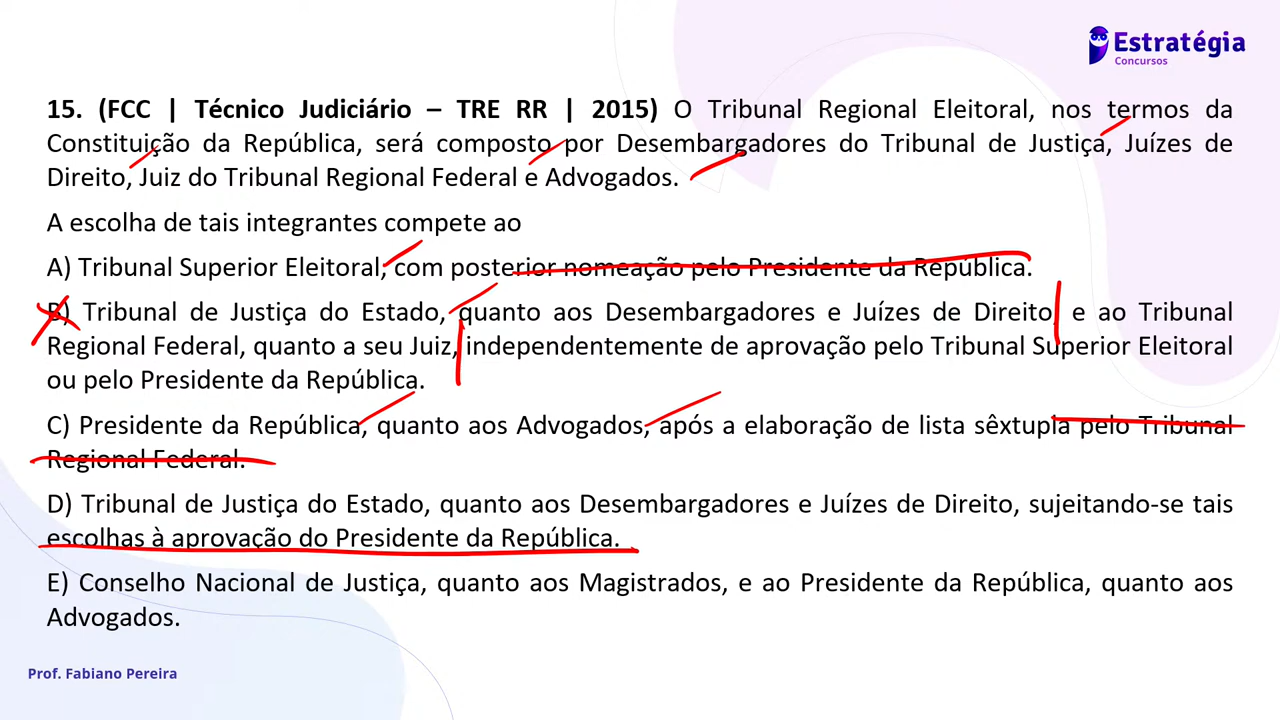 Estratégia
Concursos
15. (FCC | Técnico Judiciário – TRE RR | 2015) O Tribunal Regional Eleitoral, nos termos da
Constituição da República, será composto por Desembargadores do Tribunal de Justiça, Juízes de
Direito, Juiz do Tribunal Regional Federal e Advogados.
A escolha de tais integrantes compete ao
A) Tribunal Superior Eleitoral, com posterior nomeação pelo Presidente da República.
B) Tribunal de Justiça do Estado, quanto aos Desembargadores e Juízes de Direito, e ao Tribunal
Regional Federal, quanto a seu Juiz, independentemente de aprovação pelo Tribunal Superior Eleitoral
ou pelo Presidente da República.
C) Presidente da República, quanto aos Advogados, após a elaboração de lista sêxtupla pelo Tribunal
Regional Federal.
D) Tribunal de Justiça do Estado, quanto aos Desembargadores e Juízes de Direito, sujeitando-se tais
escolhas à aprovação do Presidente da República.
E) Conselho Nacional de Justiça, quanto aos Magistrados, e ao Presidente da República, quanto aos
Advogados.
Prof. Fabiano Pereira